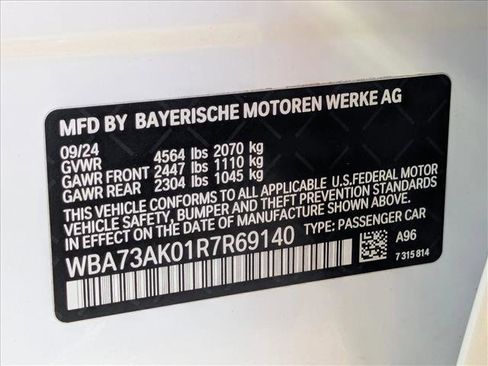 MFD BY BAYERISCHE MOTOREN WERKE AG
09/24
GVWR 4564 lbs 2070 kg
GAWR FRONT 2447 lbs 1110 kg
GAWR REAR 2304 lbs 1045 kg
THIS VEHICLE CONFORMS TO ALL APPLICABLE U.S.FEDERAL MOTOR
VEHICLE SAFETY, BUMPER AND THEFT PREVENTION STANDARDS
IN EFFECT ON THE DATE OF MANUFACTURE SHOWN ABOVE.
WBA73AK01R7R69140 TYPE: PASSENGER CAR
A96
7 315 814